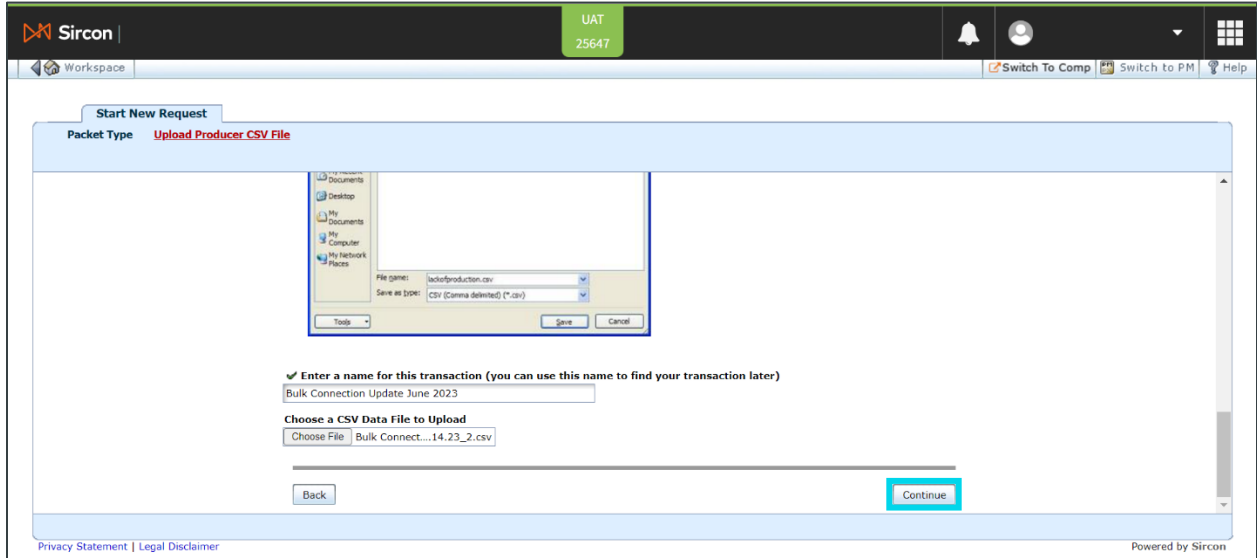 Sircon
UAT
25647
Workspace
Switch To Comp
Switch to PM
Help
Start New Request
Packet Type
Upload Producer CSV File
Documents
Desktop
My
Documents
My
Computer
My Network
Places
File name:
lackofproduction.csv
Save as type:
CSV (Comma delimited) (*.csv)
Tools
Save
Cancel
Enter a name for this transaction (you can use this name to find your transaction later)
Bulk Connection Update June 2023
Choose a CSV Data File to Upload
Choose File
Bulk Connect....14.23_2.csv
Back
Continue
Privacy Statement | Legal Disclaimer
Powered by Sircon